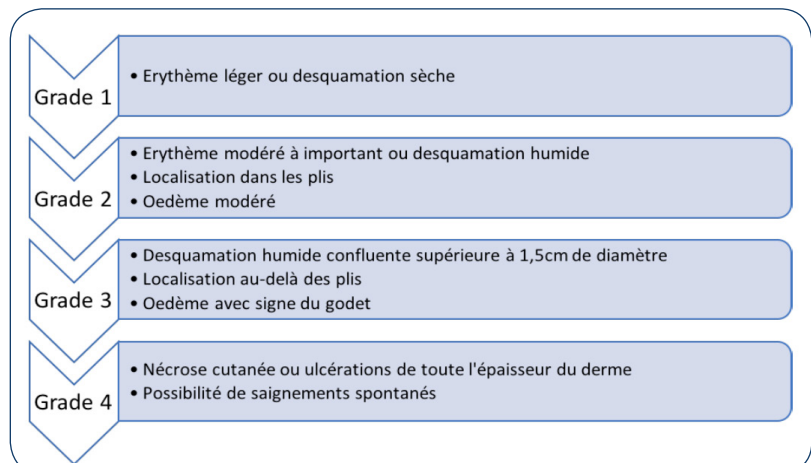 Grade 1
• Erythème léger ou desquamation sèche
Grade 2
• Erythème modéré à important ou desquamation humide
• Localisation dans les plis
• Oedème modéré
Grade 3
• Desquamation humide confluente supérieure à 1,5cm de diamètre
• Localisation au-delà des plis
• Oedème avec signe du godet
Grade 4
• Nécrose cutanée ou ulcérations de toute l'épaisseur du derme
• Possibilité de saignements spontanés